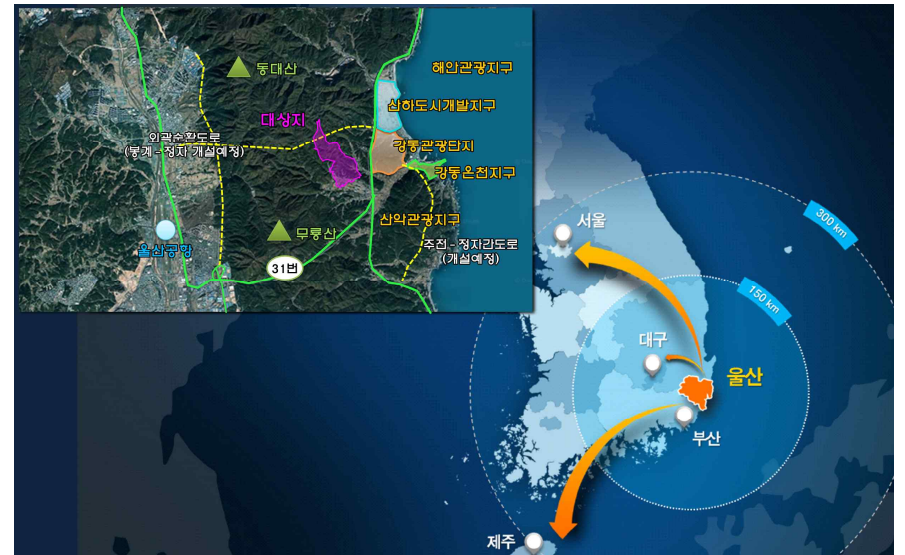 동대산
해안관광지구
산하도시개발지구
대상지
외곽순환도로
(봉계 – 정자 개설예정)
강동관광단지
강동온천지구
산악관광지구
무룡산
주전 – 정자간도로
(개설예정)
울산공항
31번
서울
300 km
150 km
대구
울산
부산
제주